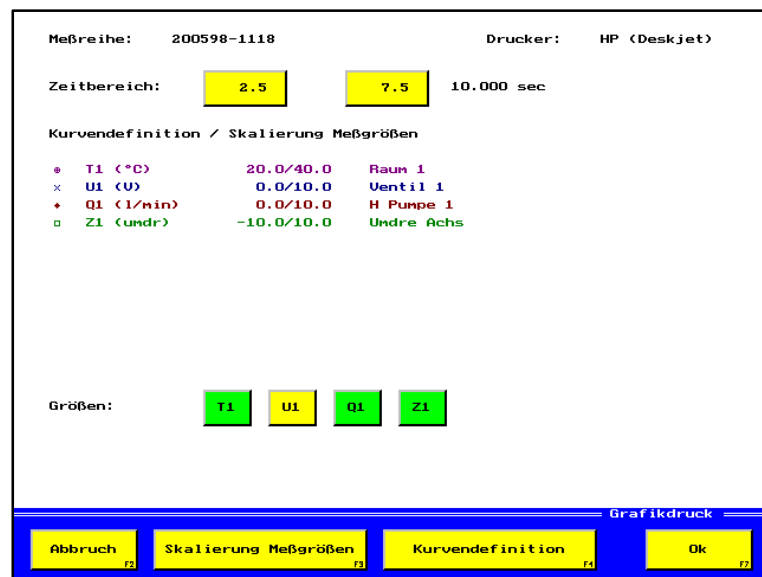 Meßreihe: 200598-1118 Drucker: HP (Deskjet)
Zeitbereich: 2.5 7.5 10.000 sec
Kurvendefinition / Skalierung Meßgrößen
T1 (°C) 20.0/40.0 Raum 1
U1 (V) 0.0/10.0 Ventil 1
Q1 (l/min) 0.0/10.0 H Pumpe 1
Z1 (umdr) -10.0/10.0 Umdre Achs
Größen: T1 U1 Q1 Z1
Grafikdruck
Abbruch F2 Skalierung Meßgrößen F3 Kurvendefinition F4 Ok F7